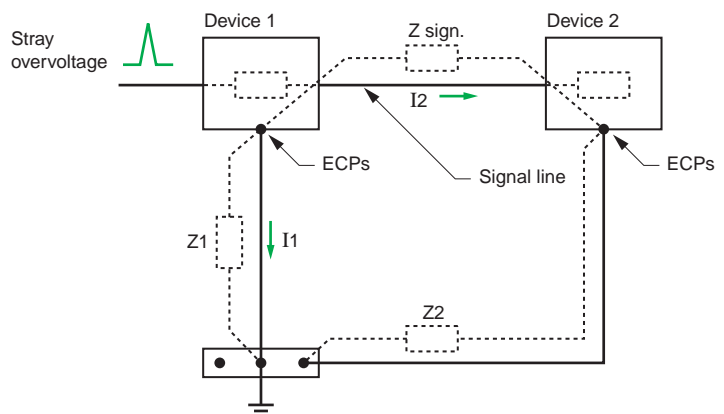 Device 1
Device 2
Z sign.
Stray
overvoltage
I2
ECPs
Signal line
ECPs
Z1
I1
Z2